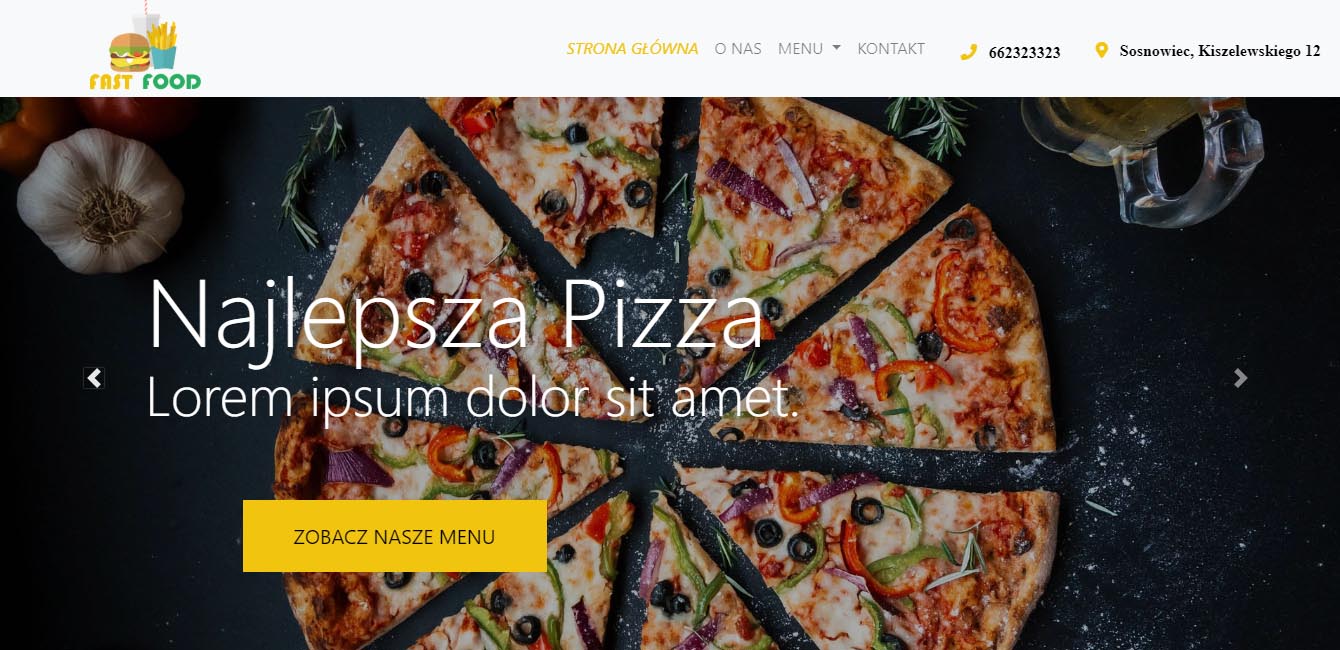 FAST FOOD
STRONA GŁÓWNA O NAS MENU KONTAKT 662323323 Sosnowiec, Kiszelewskiego 12
Najlepsza Pizza
Lorem ipsum dolor sit amet.
ZOBACZ NASZE MENU